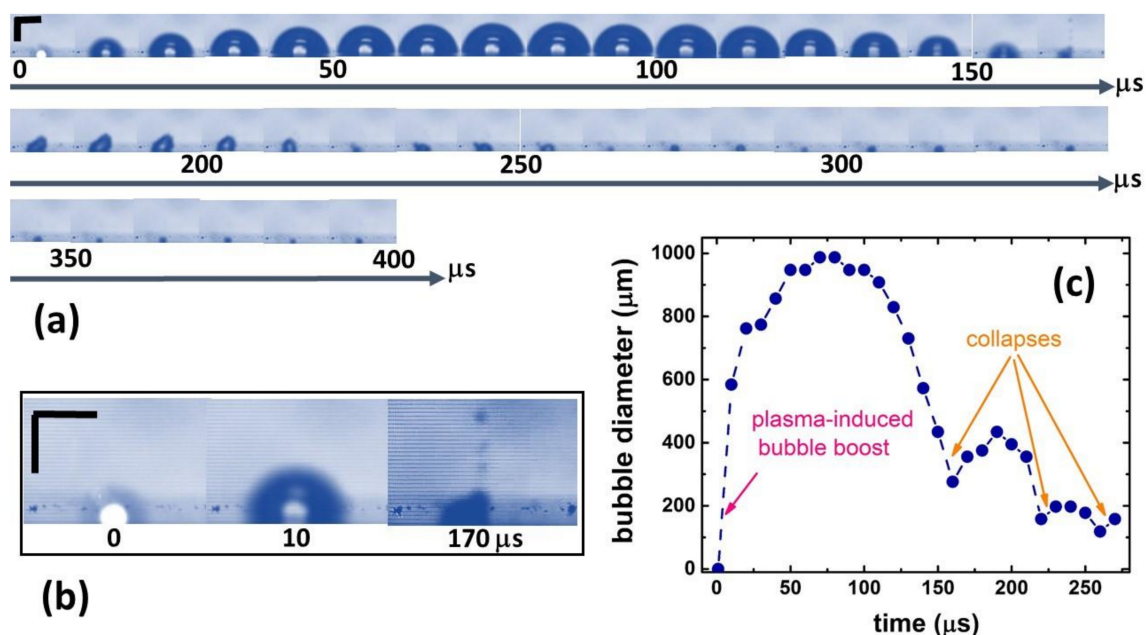 0 50 100 150 μs
200 250 300 μs
350 400 μs
(a)
0 10 170 μs
(b)
(c)
bubble diameter (μm)
1000
800
600
400
200
0
collapses
plasma-induced
bubble boost
0 50 100 150 200 250
time (μs)